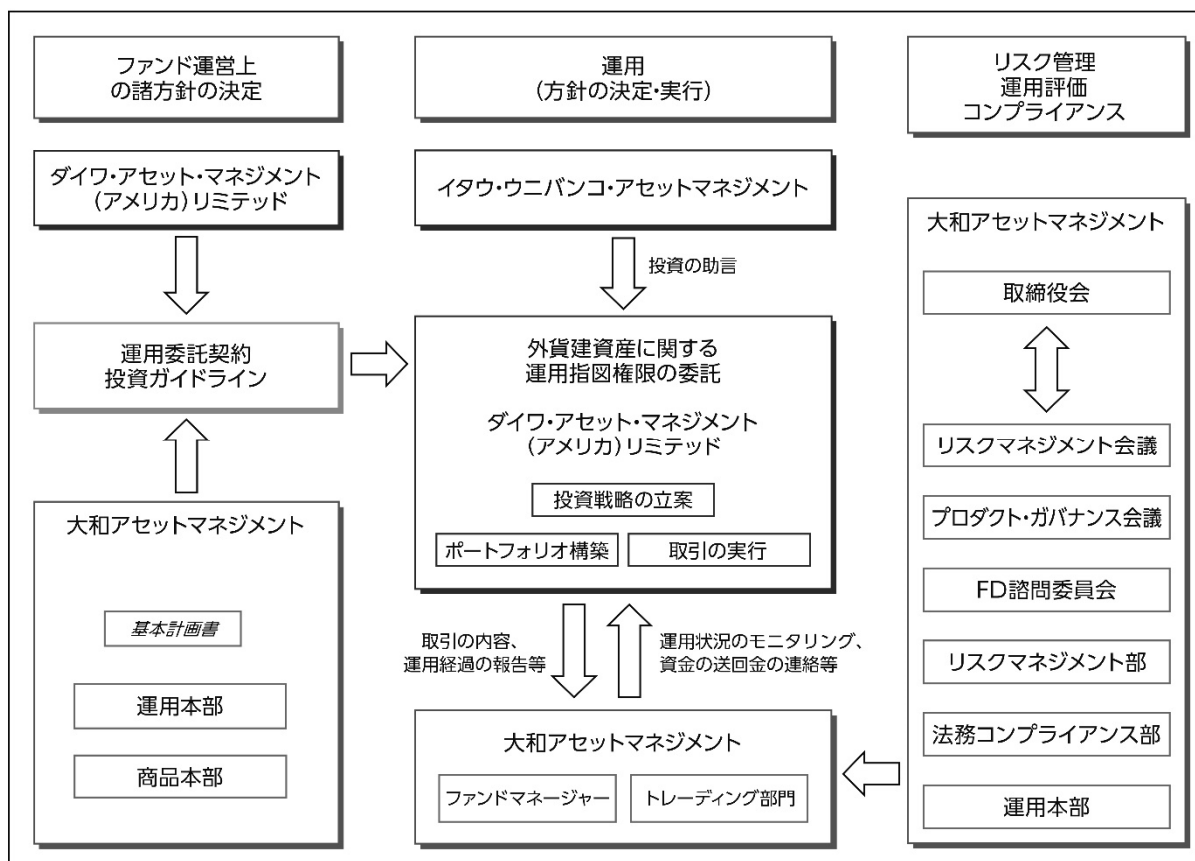 ファンド運営上
の諸方針の決定
運用
(方針の決定・実行)
リスク管理
運用評価
コンプライアンス
ダイワ・アセット・マネジメント
(アメリカ)リミテッド
イタウ・ウニバンコ・アセットマネジメント
投資の助言
運用委託契約
投資ガイドライン
外貨建資産に関する
運用指図権限の委託
ダイワ・アセット・マネジメント
(アメリカ)リミテッド
投資戦略の立案
ポートフォリオ構築
取引の実行
大和アセットマネジメント
基本計画書
運用本部
商品本部
取引の内容、
運用経過の報告等
運用状況のモニタリング、
資金の送回金の連絡等
大和アセットマネジメント
ファンドマネージャー
トレーディング部門
大和アセットマネジメント
取締役会
リスクマネジメント会議
プロダクト・ガバナンス会議
FD諮問委員会
リスクマネジメント部
法務コンプライアンス部
運用本部